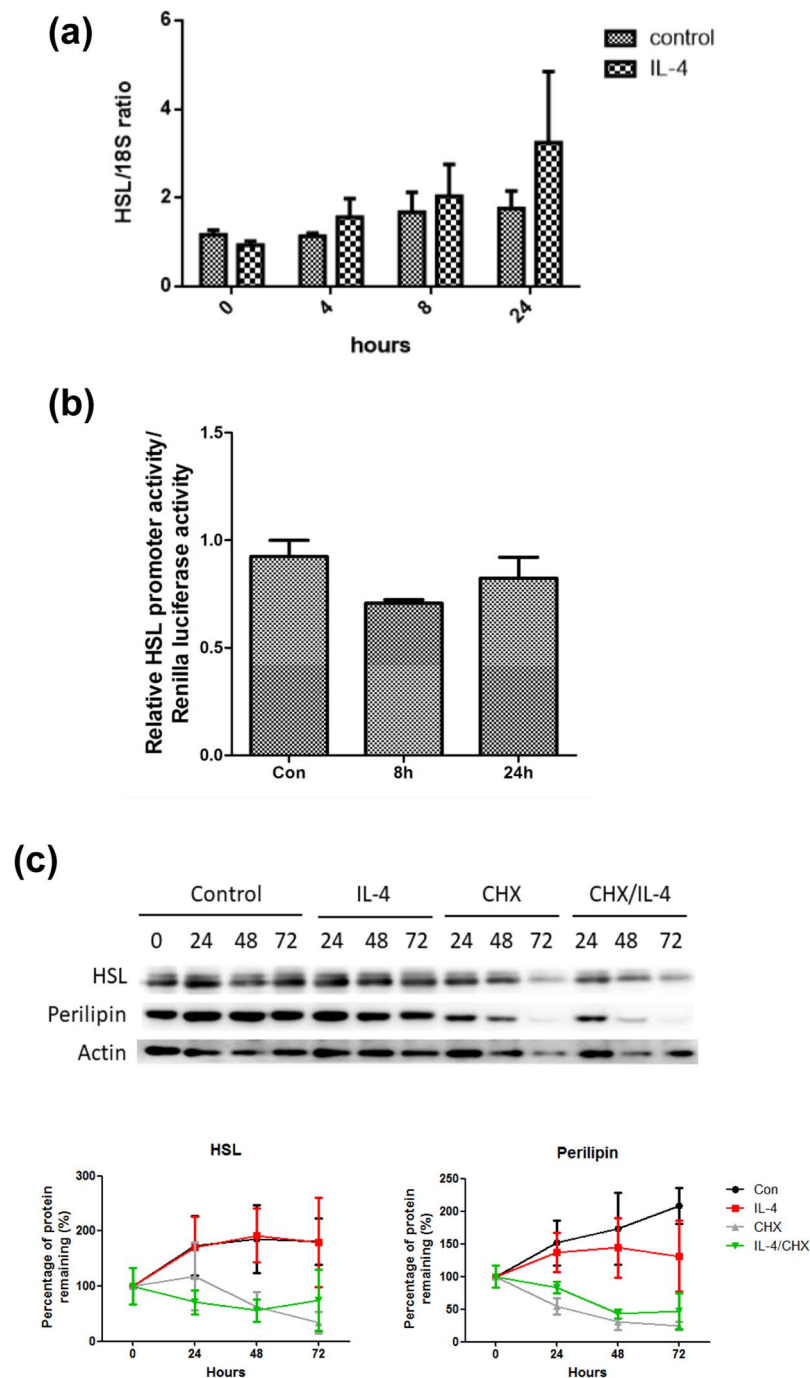 (a)
control
IL-4
HSL/18S ratio
6
4
2
0
0 4 8 24
hours
(b)
Relative HSL promoter activity/
Renilla luciferase activity
1.5
1.0
0.5
0.0
Con 8h 24h
(c)
Control IL-4 CHX CHX/IL-4
0 24 48 72 24 48 72 24 48 72 24 48 72
HSL
Perilipin
Actin
HSL
Percentage of protein
remaining (%)
300
200
100
0
0 24 48 72
Hours
Perilipin
Percentage of protein
remaining (%)
250
200
150
100
50
0
0 24 48 72
Hours
Con
IL-4
CHX
IL-4/CHX